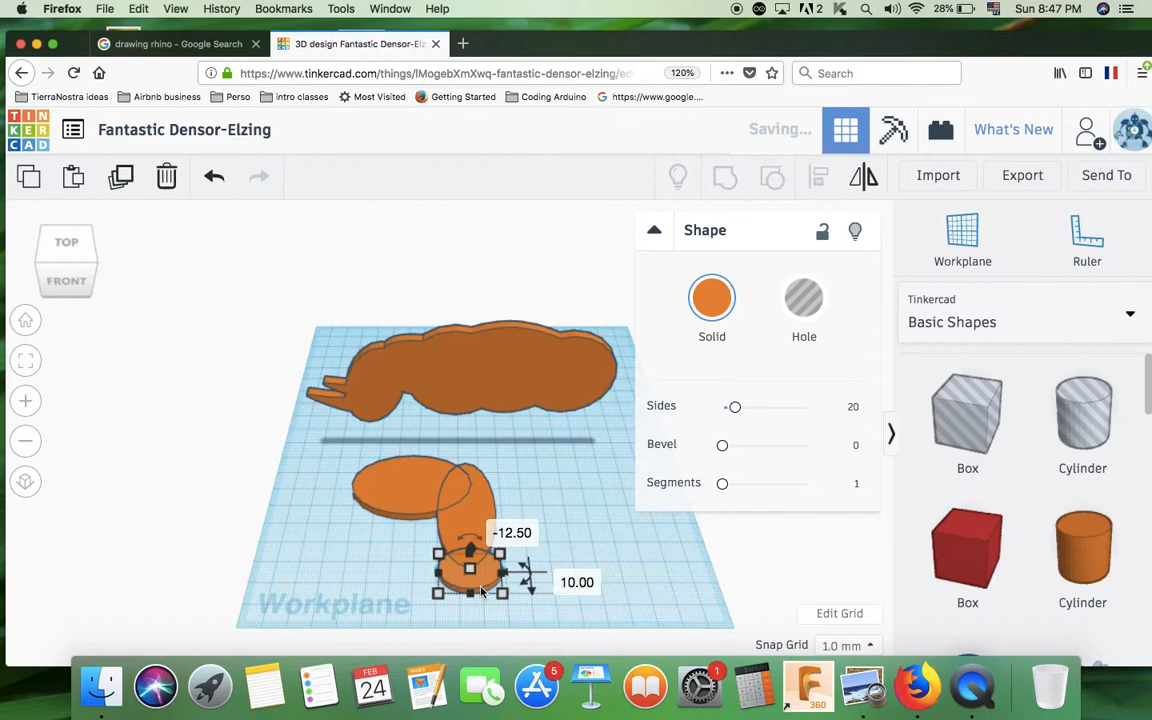 Firefox File Edit View History Bookmarks Tools Window Help
2 28% Sun 8:47 PM
drawing rhino - Google Search
3D design Fantastic Densor-Elz
https://www.tinkercad.com/things/lMogebXmXwq-fantastic-densor-elzing/ed
120%
Search
TierraNostra ideas Airbnb business Perso Intro classes Most Visited Getting Started Coding Arduino https://www.google....
TIN
KER
CAD
Fantastic Densor-Elzing
Saving...
What's New
Import
Export
Send To
TOP
FRONT
Shape
Solid
Hole
Sides 20
Bevel 0
Segments 1
Workplane
Ruler
Tinkercad
Basic Shapes
Box
Cylinder
Box
Cylinder
-12.50
10.00
Workplane
Edit Grid
Snap Grid 1.0 mm
FEB
24
5
1
F
360